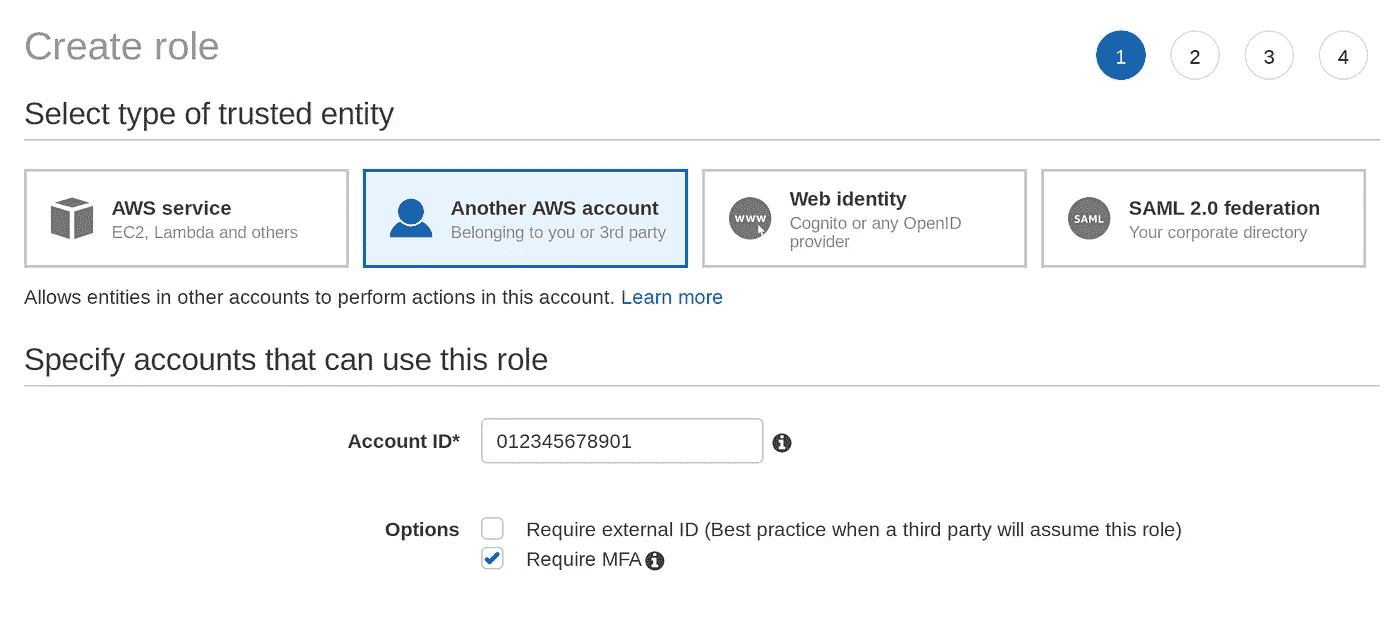 Create role
1 2 3 4
Select type of trusted entity
AWS service
EC2, Lambda and others
Another AWS account
Belonging to you or 3rd party
www
Web identity
Cognito or any OpenID
provider
SAML
SAML 2.0 federation
Your corporate directory
Allows entities in other accounts to perform actions in this account. Learn more
Specify accounts that can use this role
Account ID* 012345678901
Options Require external ID (Best practice when a third party will assume this role)
Require MFA